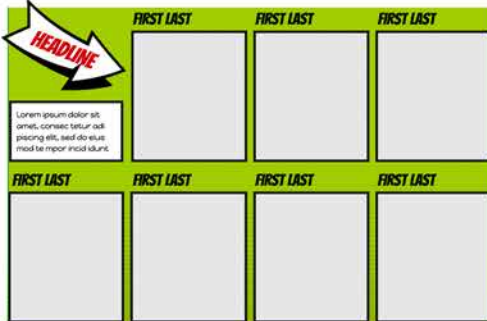 FIRST LAST FIRST LAST FIRST LAST
HEADLINE
Lorem ipsum dolor sit
amet, consec tetur adi
piscing elit, sed do eius
mod te mpor incid idunt
FIRST LAST FIRST LAST FIRST LAST FIRST LAST